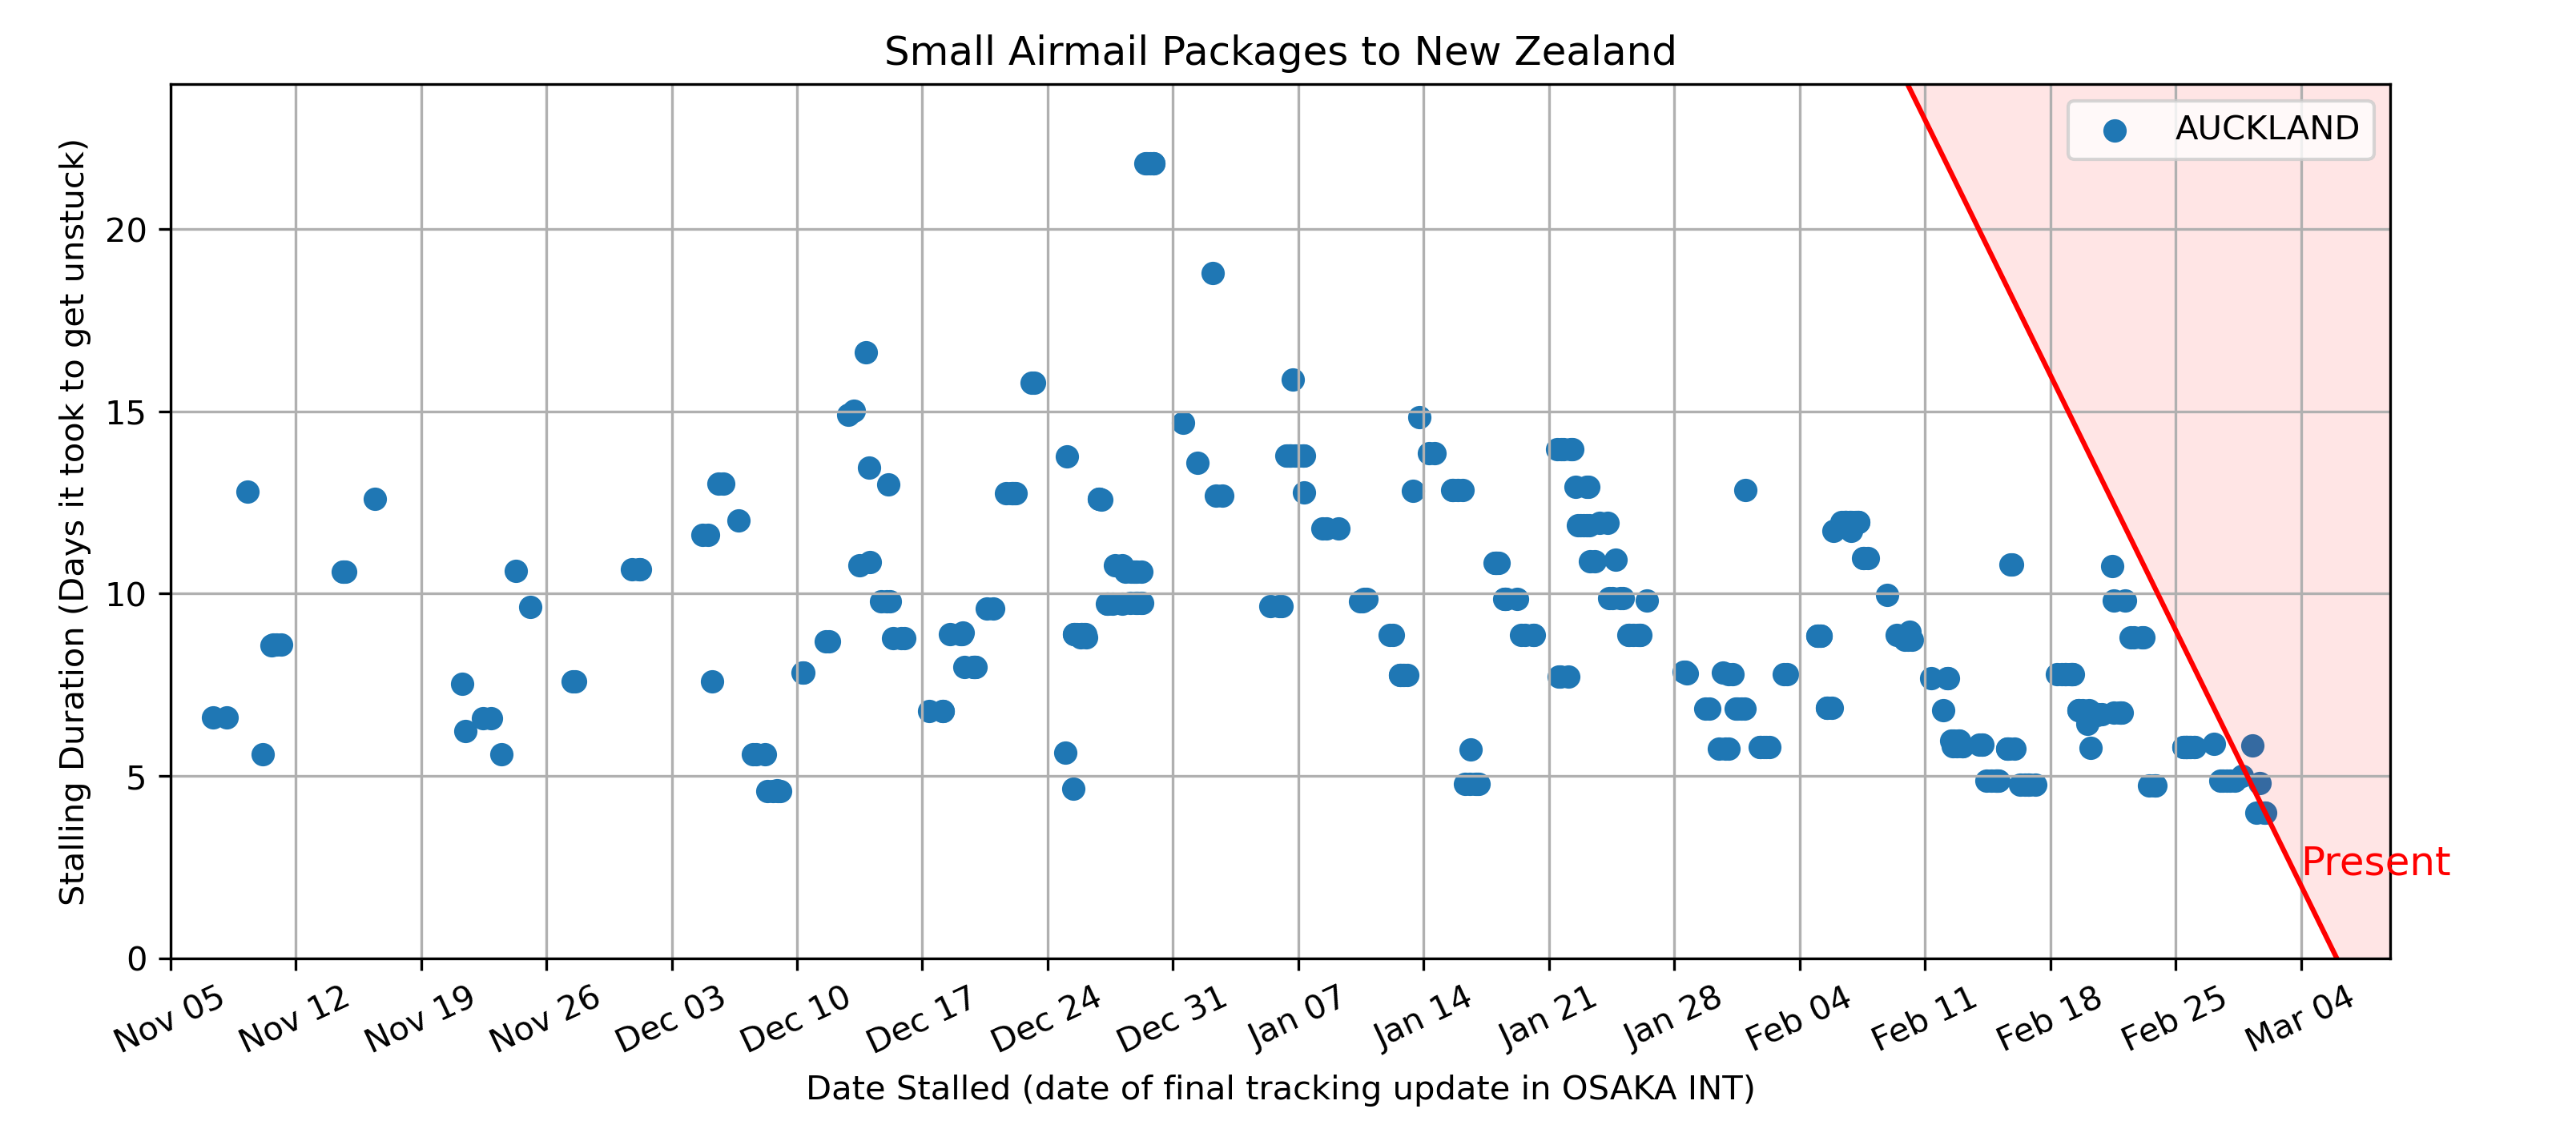 Small Airmail Packages to New Zealand
AUCKLAND
Stalling Duration (Days it took to get unstuck)
20
15
10
5
0
Present
Nov 05
Nov 12
Nov 19
Nov 26
Dec 03
Dec 10
Dec 17
Dec 24
Dec 31
Jan 07
Jan 14
Jan 21
Jan 28
Feb 04
Feb 11
Feb 18
Feb 25
Mar 04
Date Stalled (date of final tracking update in OSAKA INT)